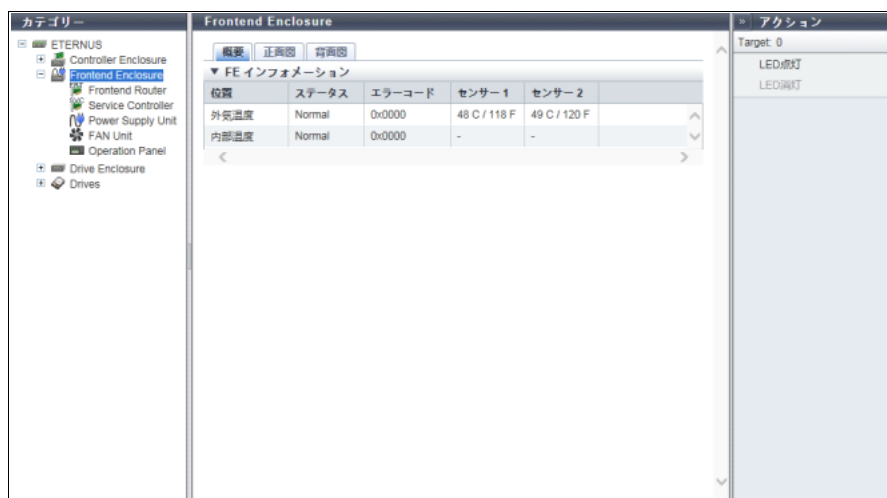 カテゴリー
ETERNUS
Controller Enclosure
Frontend Enclosure
Frontend Router
Service Controller
Power Supply Unit
FAN Unit
Operation Panel
Drive Enclosure
Drives
Frontend Enclosure
概要 正面図 背面図
▼ FE インフォメーション
位置 ステータス エラーコード センサー 1 センサー 2
外気温度 Normal 0x0000 48 C / 118 F 49 C / 120 F
内部温度 Normal 0x0000 - -
» アクション
Target: 0
LED点灯
LED消灯